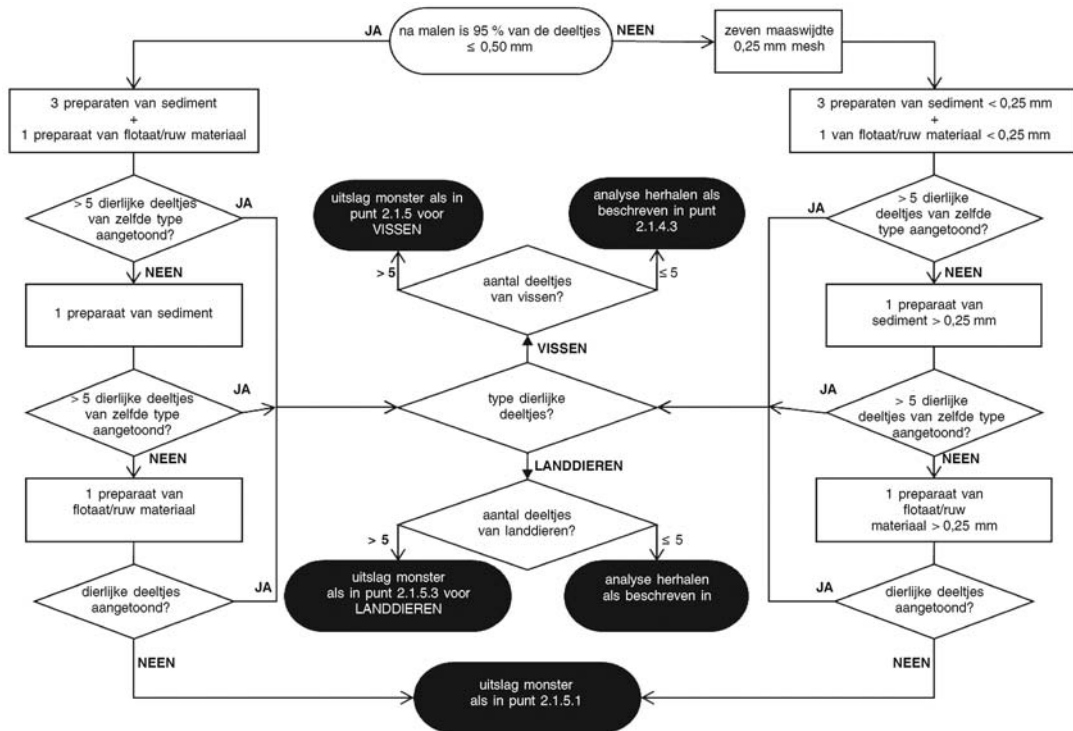 JA
na malen is 95 % van de deeltjes
≤ 0,50 mm
NEEN
zeven maaswijdte
0,25 mm mesh
3 preparaten van sediment
+
1 preparaat van flotaat/ruw materiaal
3 preparaten van sediment < 0,25 mm
+
1 van flotaat/ruw materiaal < 0,25 mm
> 5 dierlijke deeltjes
van zelfde type
aangetoond?
JA
NEEN
uitslag monster als in
punt 2.1.5 voor
VISSEN
analyse herhalen als
beschreven in punt
2.1.4.3
> 5 dierlijke
deeltjes van zelfde
type aangetoond?
JA
NEEN
> 5
aantal deeltjes
van vissen?
≤ 5
1 preparaat van sediment
1 preparaat van
sediment > 0,25 mm
VISSEN
> 5 dierlijke deeltjes
van zelfde type
aangetoond?
JA
NEEN
type dierlijke
deeltjes?
JA
> 5 dierlijke
deeltjes van zelfde type
aangetoond?
NEEN
LANDDIEREN
1 preparaat van
flotaat/ruw materiaal
aantal deeltjes
van landdieren?
> 5
≤ 5
1 preparaat van
flotaat/ruw
materiaal > 0,25 mm
dierlijke deeltjes
aangetoond?
JA
NEEN
uitslag monster
als in punt 2.1.5.3 voor
LANDDIEREN
analyse herhalen
als beschreven in
JA
dierlijke deeltjes
aangetoond?
NEEN
uitslag monster
als in punt 2.1.5.1